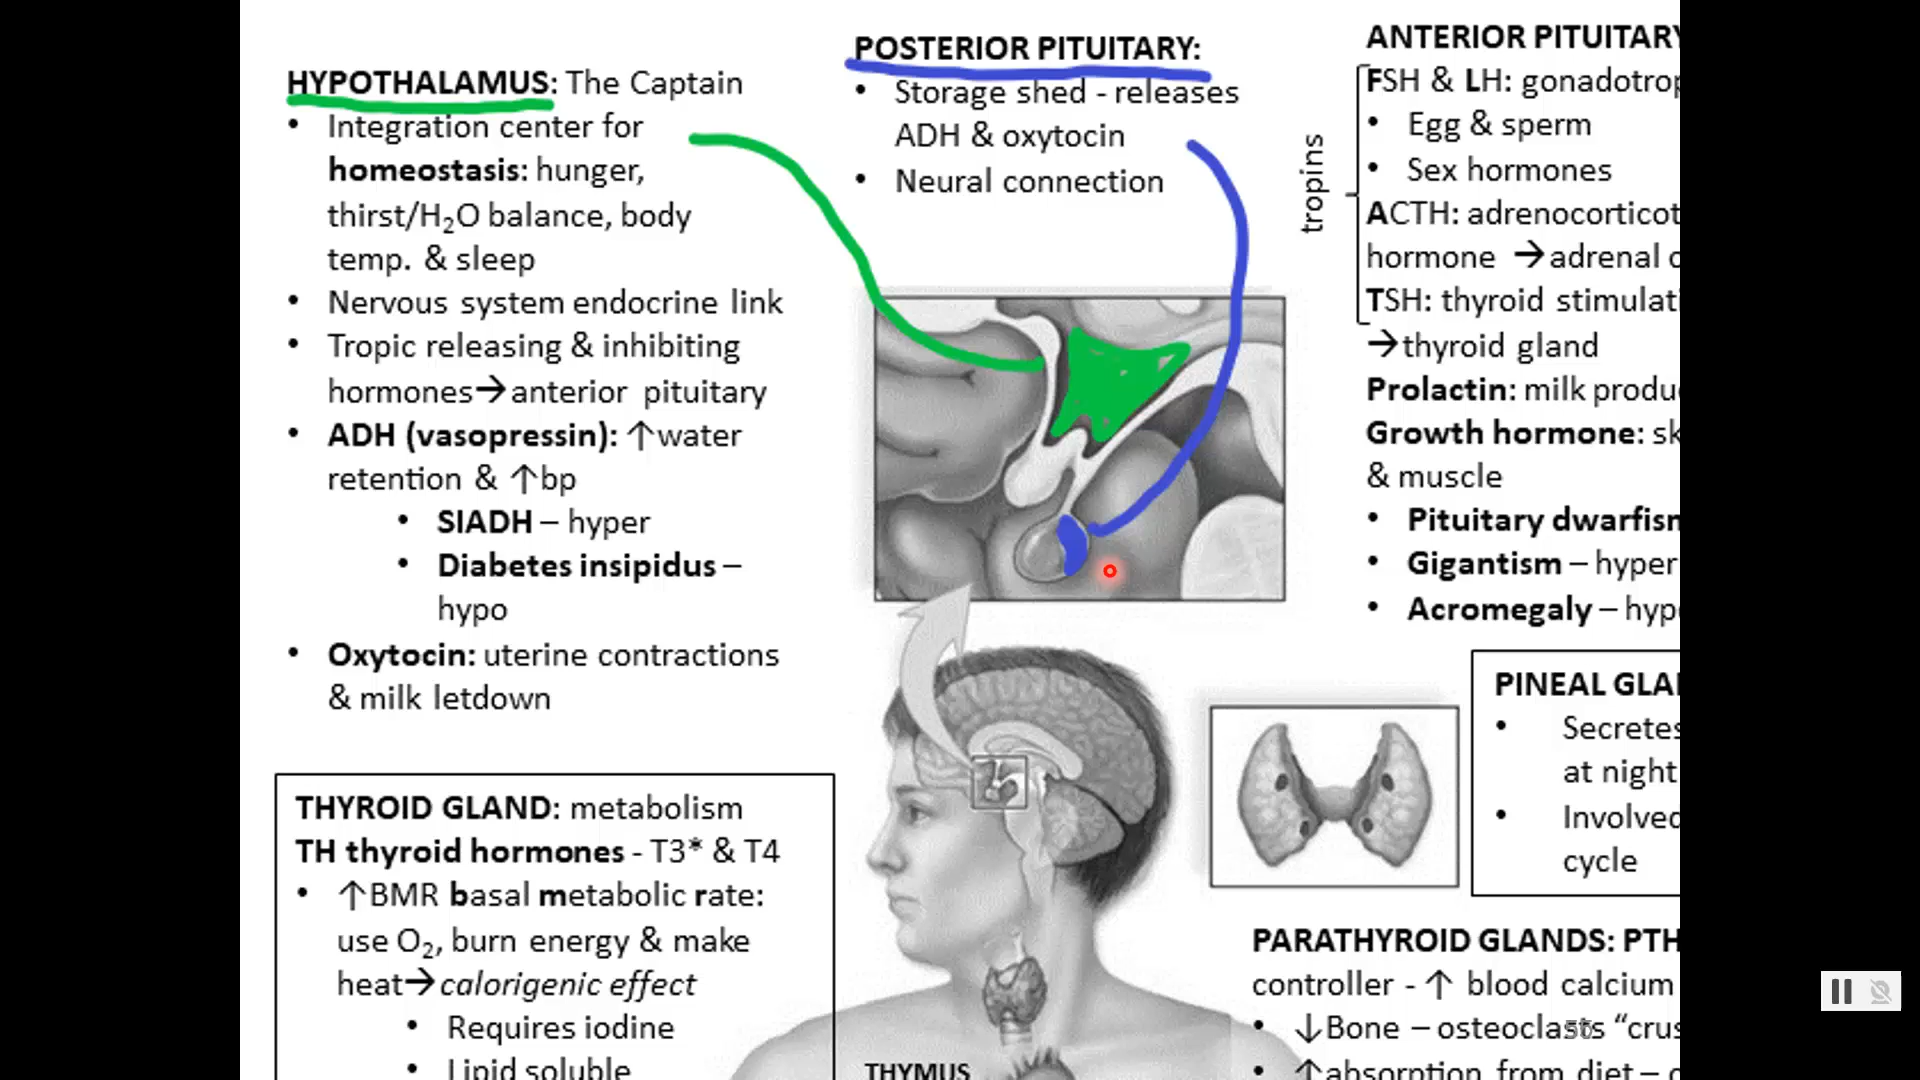 HYPOTHALAMUS: The Captain
• Integration center for
homeostasis: hunger,
thirst/H₂O balance, body
temp. & sleep
• Nervous system endocrine link
• Tropic releasing & inhibiting
hormones→anterior pituitary
• ADH (vasopressin): ↑water
retention & ↑bp
• SIADH – hyper
• Diabetes insipidus –
hypo
• Oxytocin: uterine contractions
& milk letdown
POSTERIOR PITUITARY:
• Storage shed - releases
ADH & oxytocin
• Neural connection
ANTERIOR PITUITARY
tropins
FSH & LH: gonadotrop
• Egg & sperm
• Sex hormones
ACTH: adrenocorticot
hormone →adrenal c
TSH: thyroid stimulati
→thyroid gland
Prolactin: milk produ
Growth hormone: sk
& muscle
• Pituitary dwarfism
• Gigantism – hyper
• Acromegaly – hype
PINEAL GLA
• Secretes
at night
• Involved
cycle
THYROID GLAND: metabolism
TH thyroid hormones - T3* & T4
• ↑BMR basal metabolic rate:
use O₂, burn energy & make
heat→calorigenic effect
• Requires iodine
• Lipid soluble
THYMUS
PARATHYROID GLANDS: PTH
controller - ↑ blood calcium
• ↓Bone – osteoclasts “crus
• ↑absorption from diet –